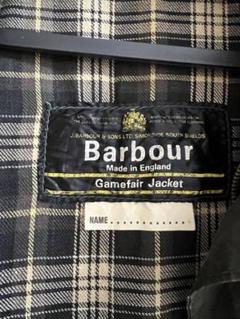 J. BARBOUR & SONS LTD. SIMONSIDE, SOUTH SHIELDS
Barbour
Made in England
Gamefair Jacket
NAME..............